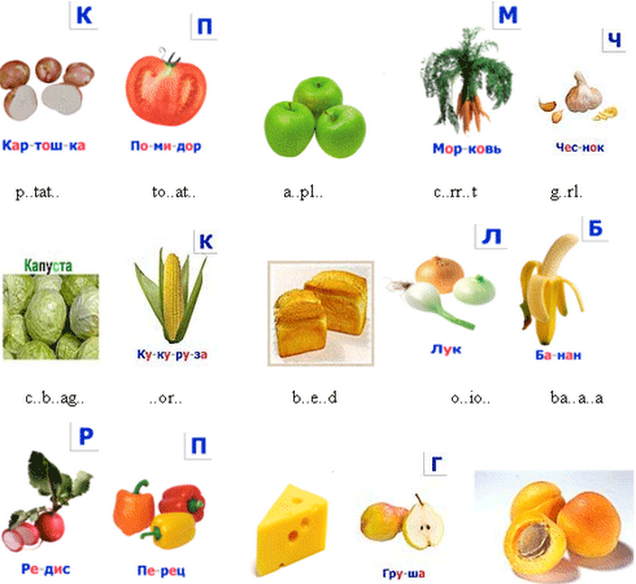 К
П
М
Ч
Кар-тош-ка
По-ми-дор
Мор-ковь
Чес-нок
p..tat..
to..at..
a..pl..
c..rr..t
g..rl.
К
Л
Б
Капуста
Ку-ку-ру-за
Лук
Ба-нан
c..b..ag..
..or..
b..e..d
o..io..
ba..a..a
Р
П
Г
Ре-дис
Пе-рец
Гру-ша